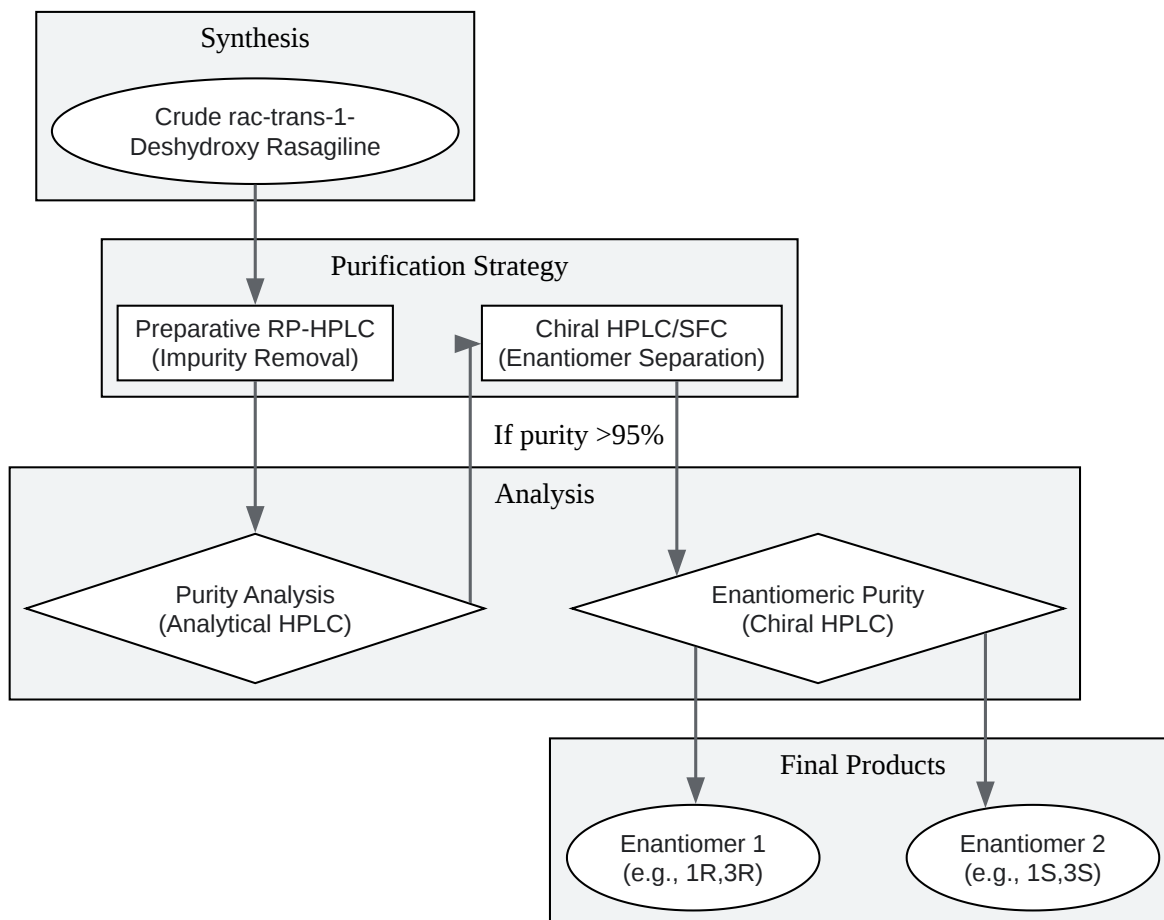 Synthesis
Crude rac-trans-1-
Deshydroxy Rasagiline
Purification Strategy
Preparative RP-HPLC
(Impurity Removal)
Chiral HPLC/SFC
(Enantiomer Separation)
If purity >95%
Analysis
Purity Analysis
(Analytical HPLC)
Enantiomeric Purity
(Chiral HPLC)
Final Products
Enantiomer 1
(e.g., 1R,3R)
Enantiomer 2
(e.g., 1S,3S)